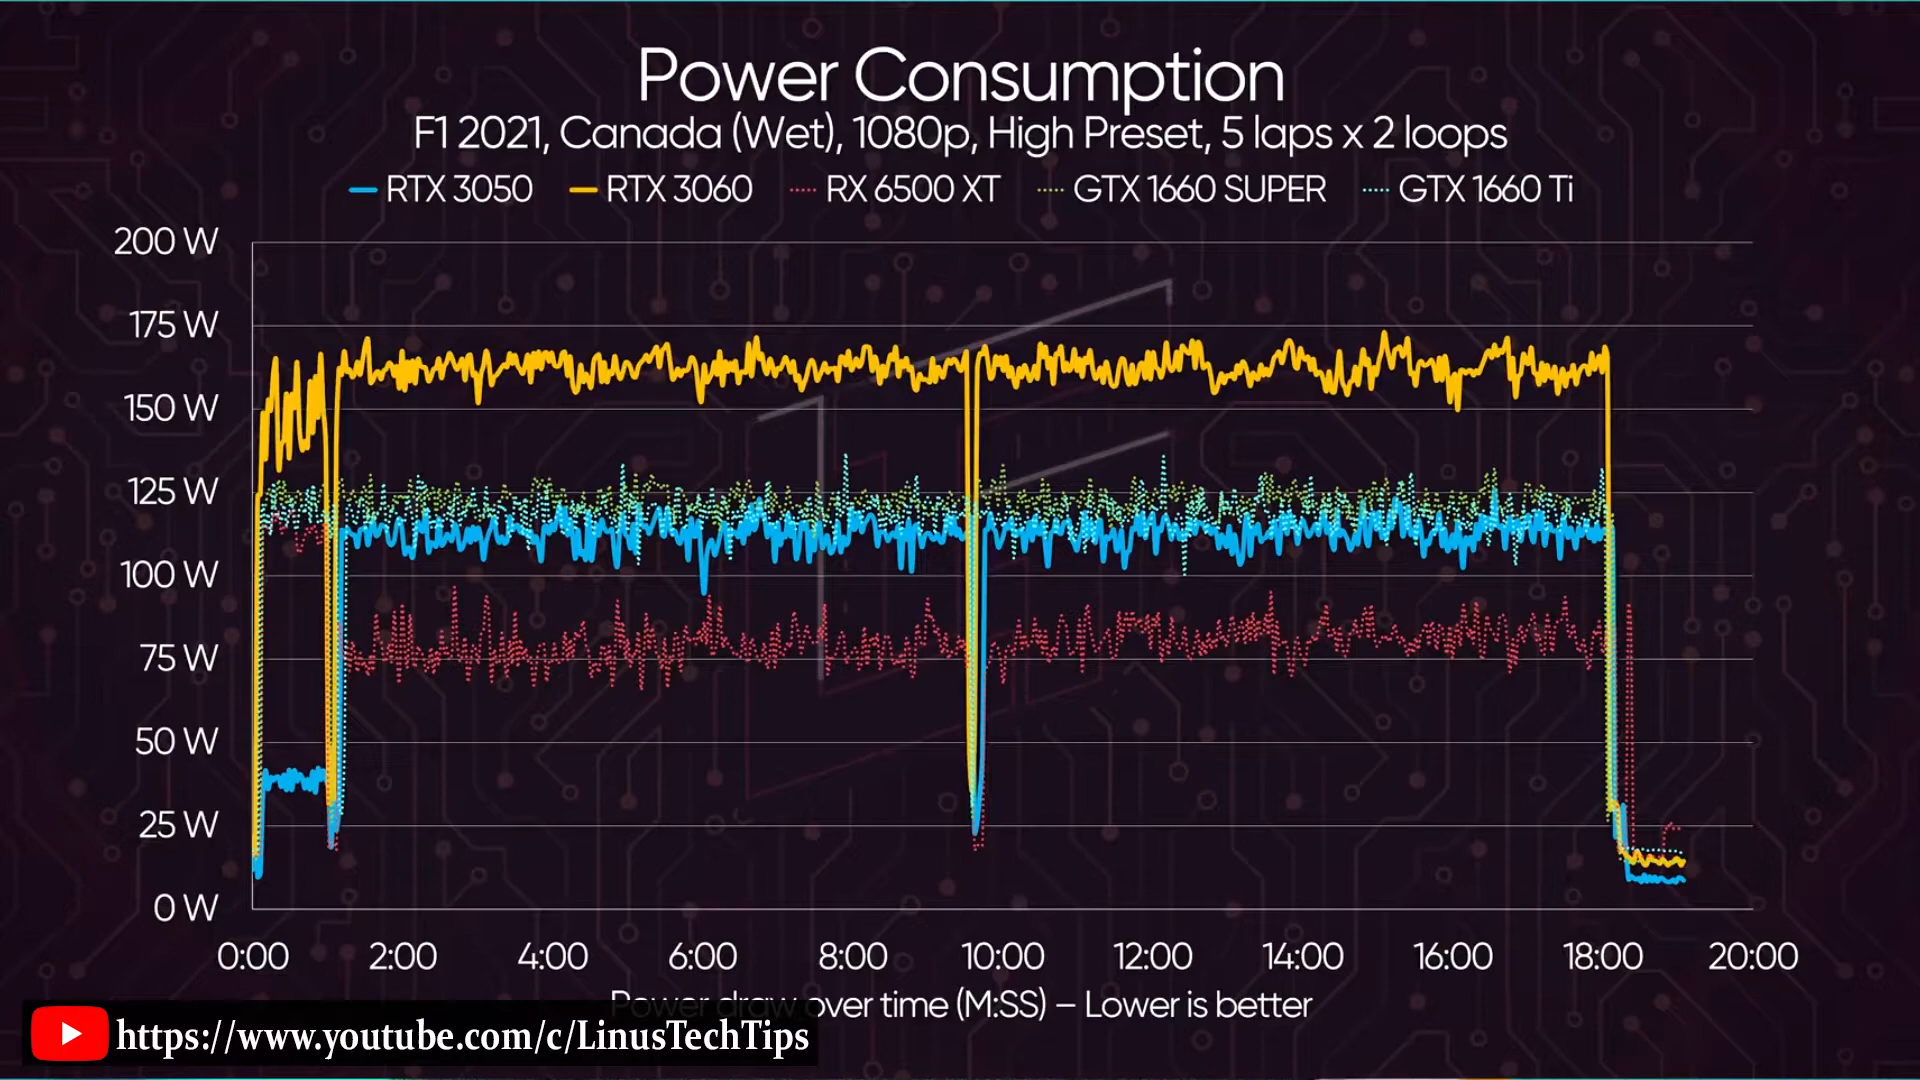 Power Consumption
F1 2021, Canada (Wet), 1080p, High Preset, 5 laps x 2 loops
RTX 3050 RTX 3060 RX 6500 XT GTX 1660 SUPER GTX 1660 Ti
200 W
175 W
150 W
125 W
100 W
75 W
50 W
25 W
0 W
0:00 2:00 4:00 6:00 8:00 10:00 12:00 14:00 16:00 18:00 20:00
Power draw over time (M:SS) – Lower is better
https://www.youtube.com/c/LinusTechTips